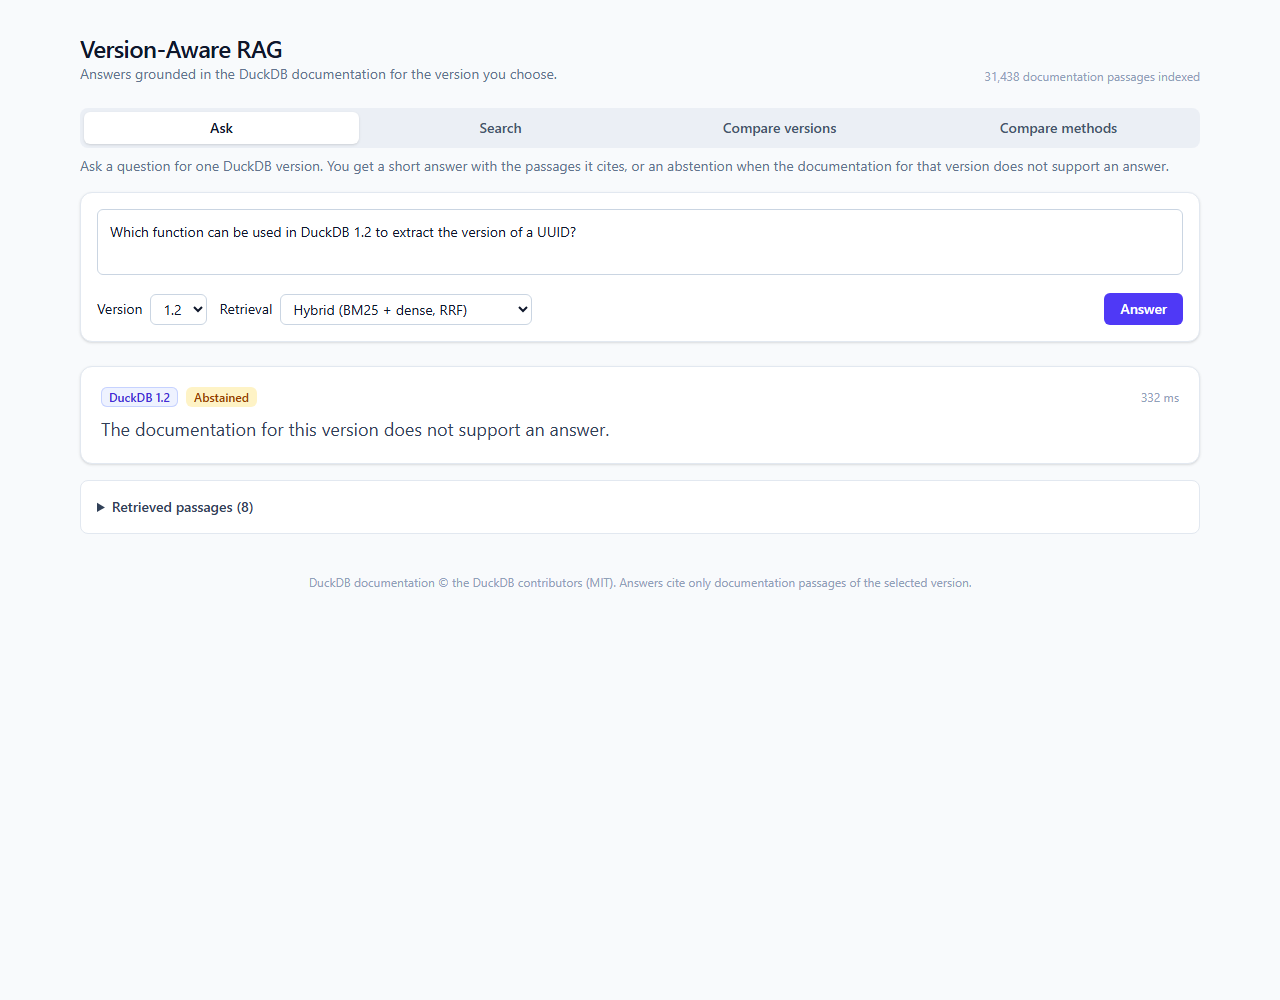 Version-Aware RAG
Answers grounded in the DuckDB documentation for the version you choose.
31,438 documentation passages indexed
Ask
Search
Compare versions
Compare methods
Ask a question for one DuckDB version. You get a short answer with the passages it cites, or an abstention when the documentation for that version does not support an answer.
Which function can be used in DuckDB 1.2 to extract the version of a UUID?
Version
1.2
Retrieval
Hybrid (BM25 + dense, RRF)
Answer
DuckDB 1.2
Abstained
332 ms
The documentation for this version does not support an answer.
Retrieved passages (8)
DuckDB documentation © the DuckDB contributors (MIT). Answers cite only documentation passages of the selected version.